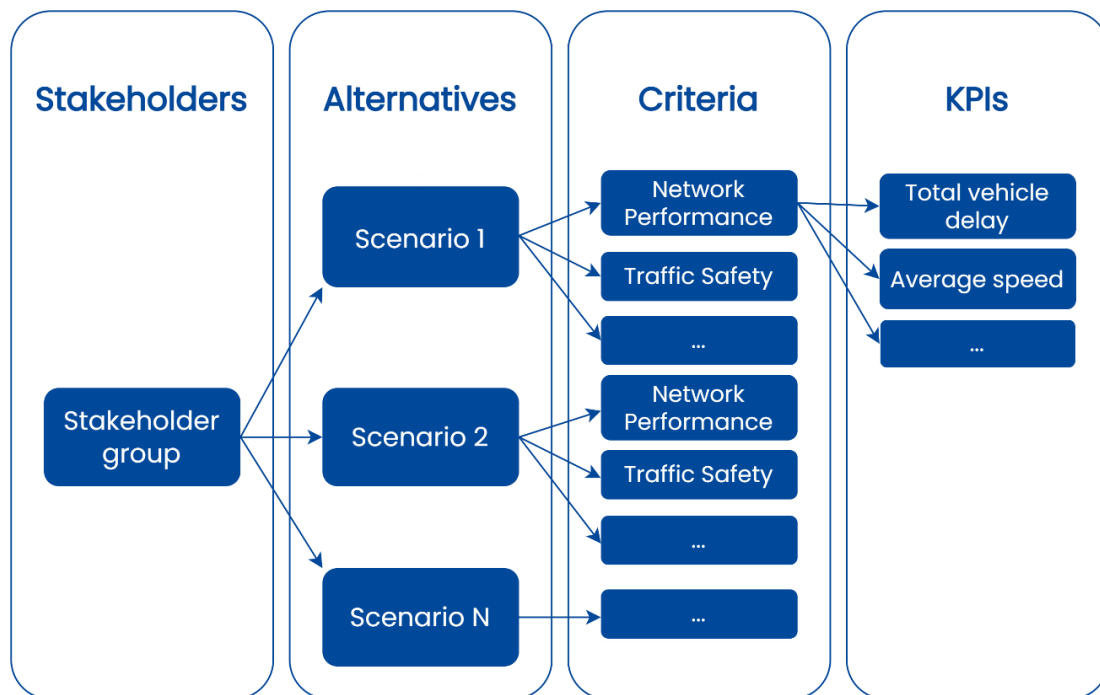 Stakeholders
Alternatives
Criteria
KPIs
Stakeholder
group
Scenario 1
Scenario 2
Scenario N
Network
Performance
Traffic Safety
...
Network
Performance
Traffic Safety
...
...
Total vehicle
delay
Average speed
...